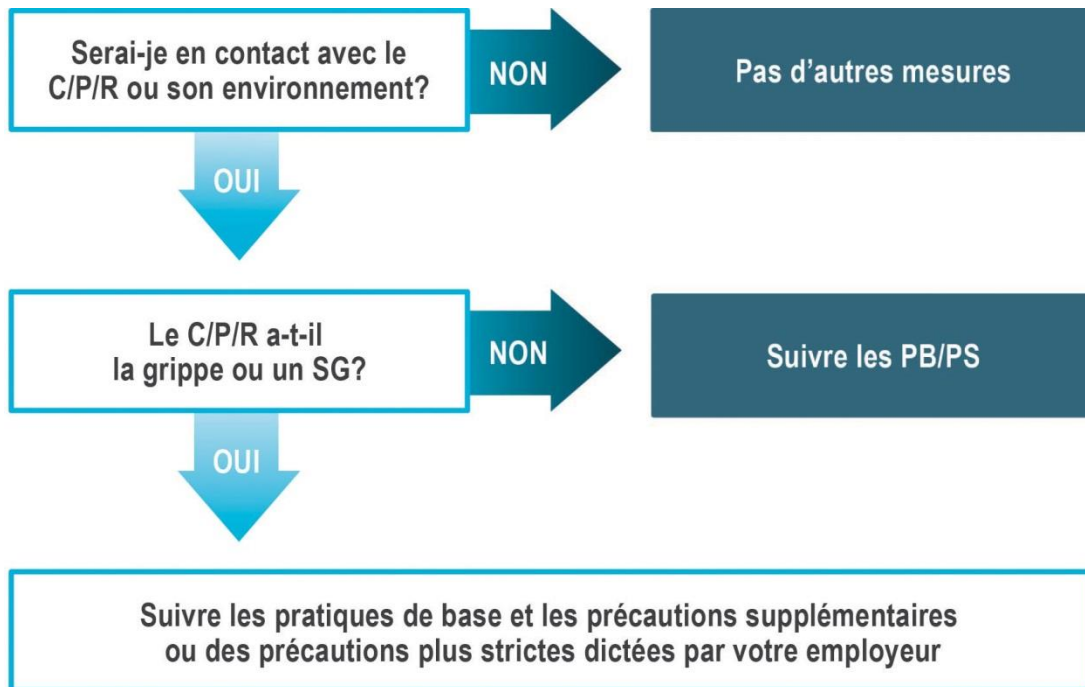 Serai-je en contact avec le
C/P/R ou son environnement?
NON
Pas d'autres mesures
OUI
Le C/P/R a-t-il
la grippe ou un SG?
NON
Suivre les PB/PS
OUI
Suivre les pratiques de base et les précautions supplémentaires
ou des précautions plus strictes dictées par votre employeur